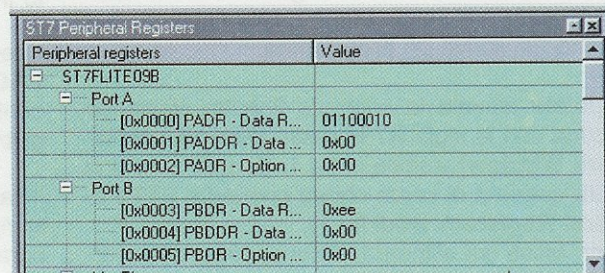 ST7 Peripheral Registers
Peripheral registers Value
ST7FLITE09B
Port A
[0x0000] PADR - Data R... 01100010
[0x0001] PADDR - Data ... 0x00
[0x0002] PAOR - Option ... 0x00
Port B
[0x0003] PBDR - Data R... 0xee
[0x0004] PBDDR - Data ... 0x00
[0x0005] PBOR - Option ... 0x00